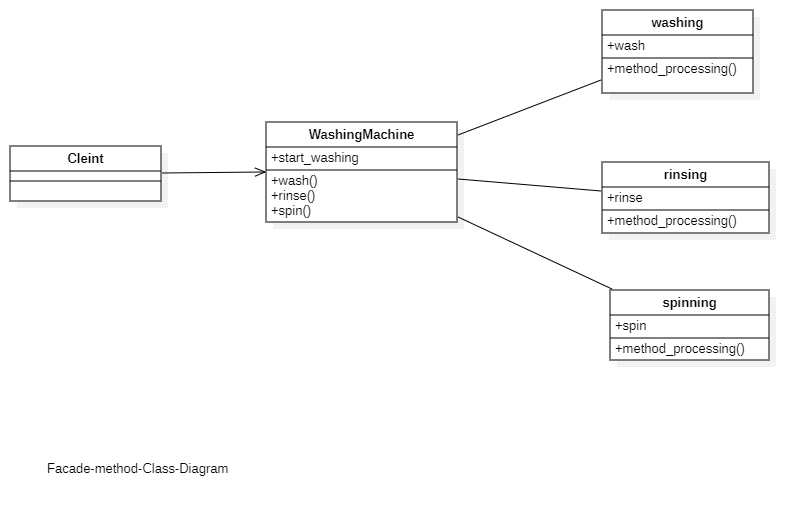 Cleint
WashingMachine
+start_washing
+wash()
+rinse()
+spin()
washing
+wash
+method_processing()
rinsing
+rinse
+method_processing()
spinning
+spin
+method_processing()
Facade-method-Class-Diagram